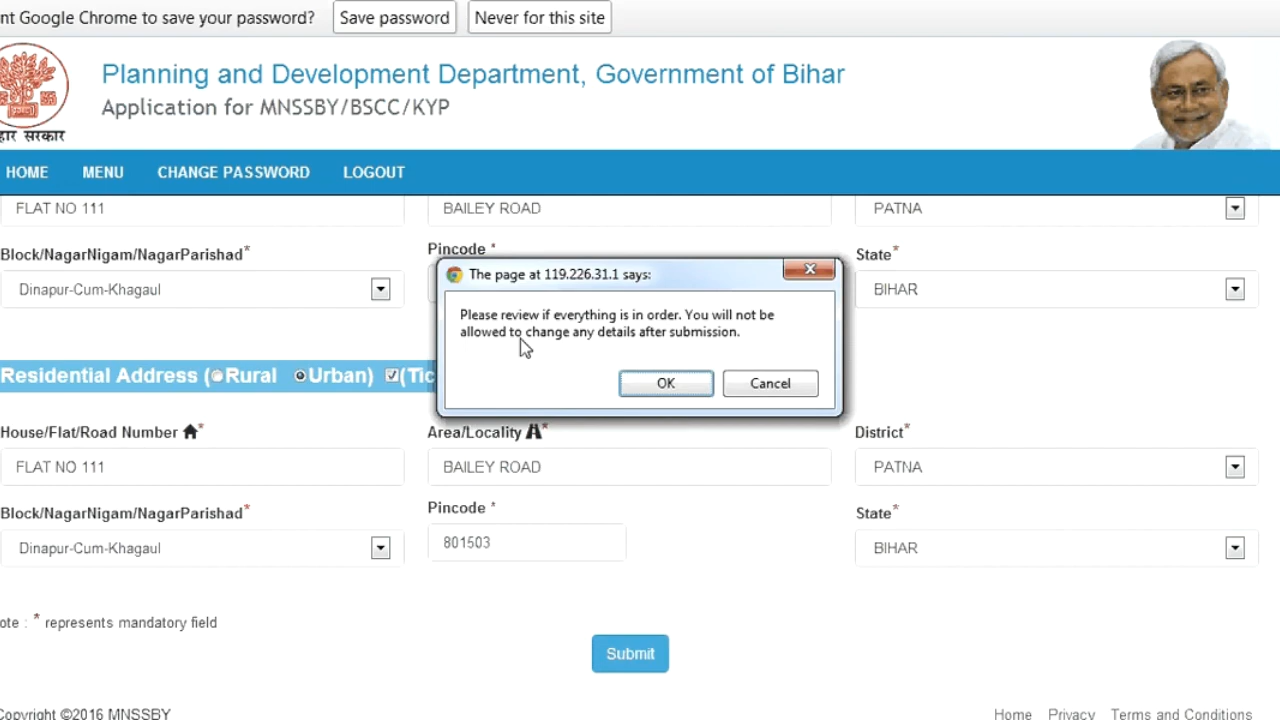 nt Google Chrome to save your password? Save password Never for this site
Planning and Development Department, Government of Bihar
Application for MNSSBY/BSCC/KYP
हार सरकार
HOME MENU CHANGE PASSWORD LOGOUT
FLAT NO 111 BAILEY ROAD PATNA
Block/NagarNigam/NagarParishad* Pincode * State*
Dinapur-Cum-Khagaul BIHAR
The page at 119.226.31.1 says:
Please review if everything is in order. You will not be
allowed to change any details after submission.
OK Cancel
Residential Address (Rural Urban) (Tic
House/Flat/Road Number * Area/Locality * District*
FLAT NO 111 BAILEY ROAD PATNA
Block/NagarNigam/NagarParishad* Pincode * State*
Dinapur-Cum-Khagaul 801503 BIHAR
ote : * represents mandatory field
Submit
Copyright ©2016 MNSSBY Home Privacy Terms and Conditions